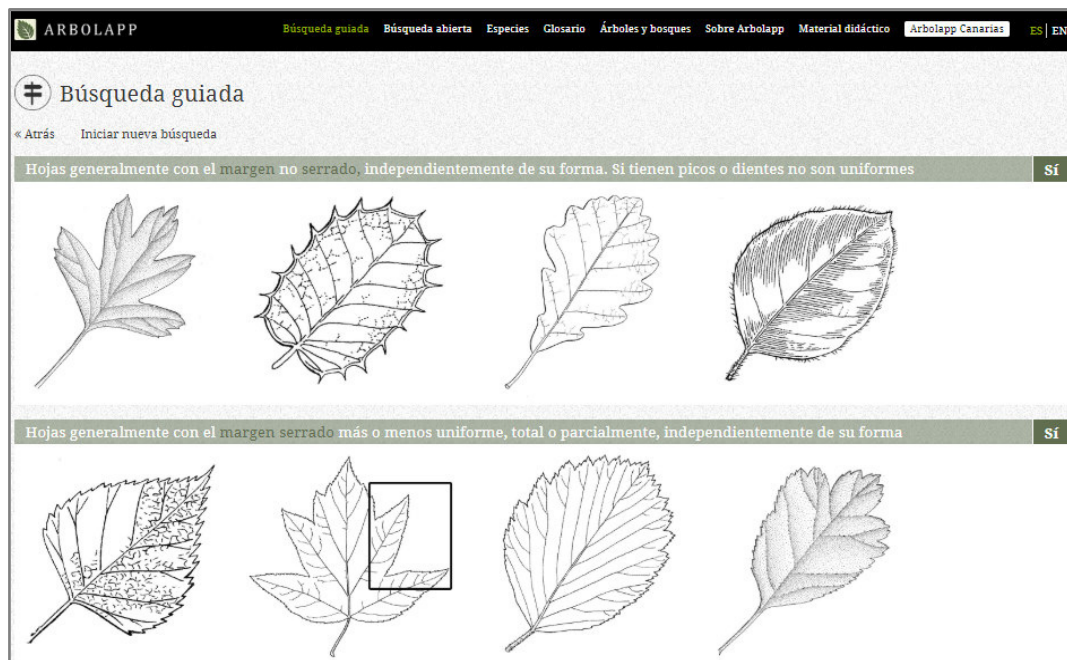 ARBOLAPP
Búsqueda guiada Búsqueda abierta Especies Glosario Árboles y bosques Sobre Arbolapp Material didáctico Arbolapp Canarias ES | EN
Búsqueda guiada
« Atrás Iniciar nueva búsqueda
Hojas generalmente con el margen no serrado, independientemente de su forma. Si tienen picos o dientes no son uniformes Sí
Hojas generalmente con el margen serrado más o menos uniforme, total o parcialmente, independientemente de su forma Sí